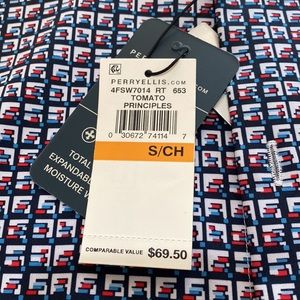 PERRYELLIS.COM
4FSW7014 RT 653
TOMATO
PRINCIPLES
0 30672 74114 7
S/CH
COMPARABLE VALUE $69.50
TOTAL
EXPANDABL
MOISTURE